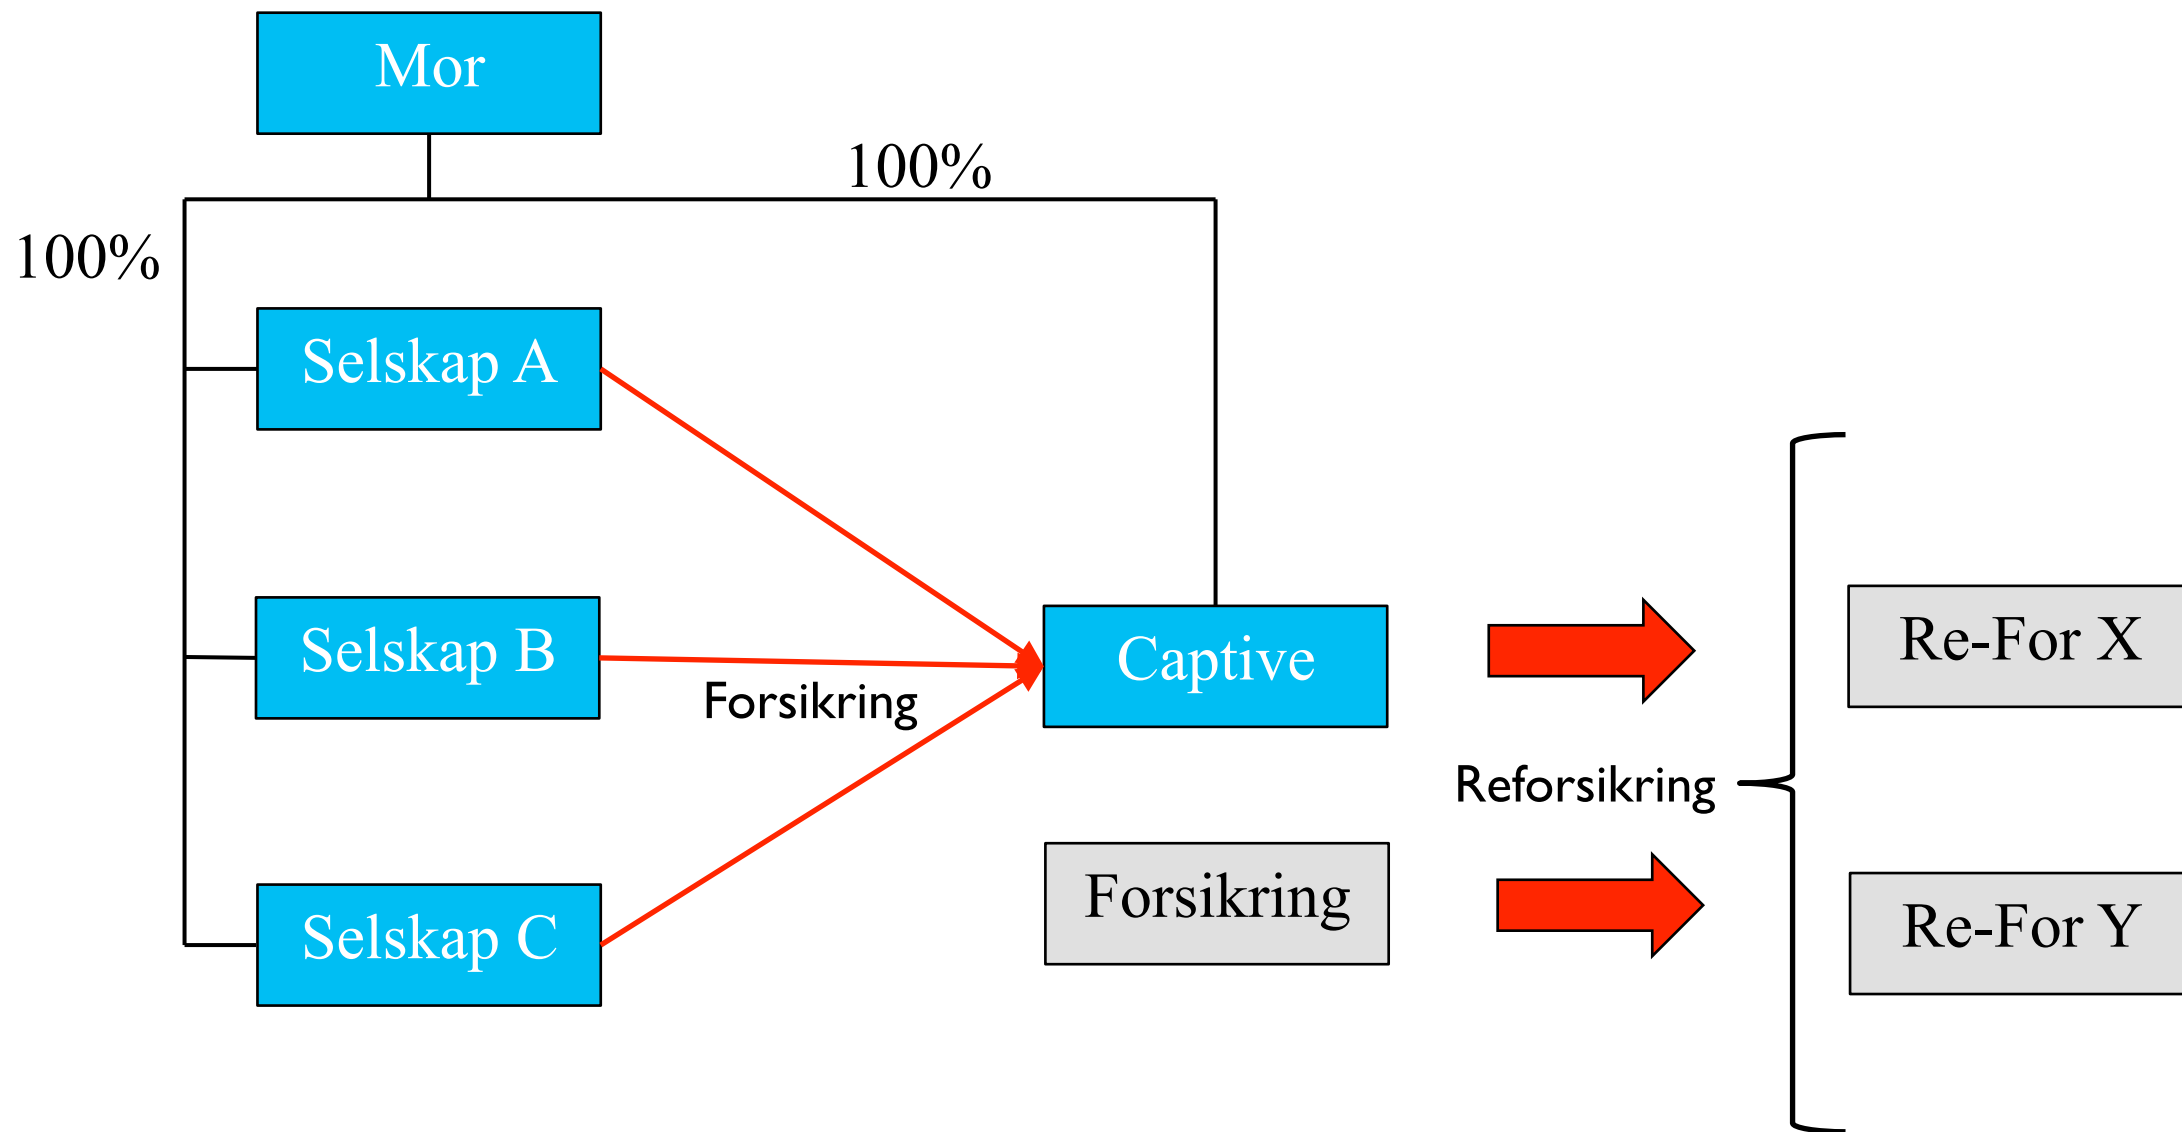 Mor
100%
100%
Selskap A
Selskap B
Forsikring
Captive
Re-For X
Reforsikring
Selskap C
Forsikring
Re-For Y